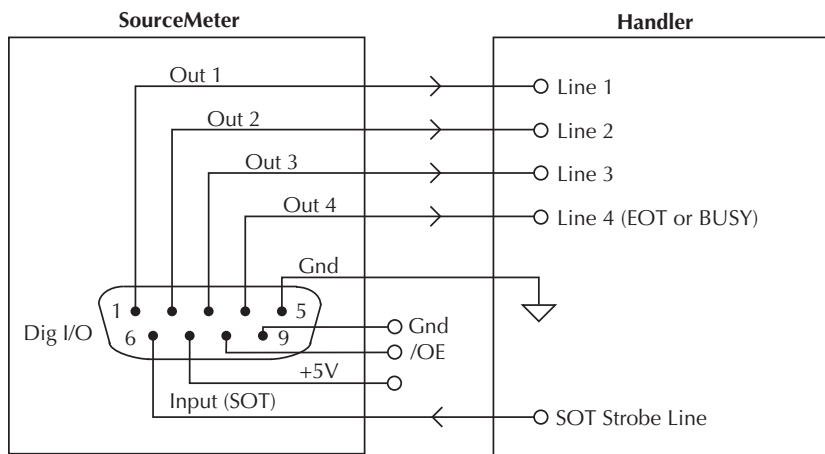 SourceMeter
Handler
Out 1
Line 1
Out 2
Line 2
Out 3
Line 3
Out 4
Line 4 (EOT or BUSY)
Gnd
1
5
Dig I/O
6
9
Gnd
/OE
+5V
Input (SOT)
SOT Strobe Line